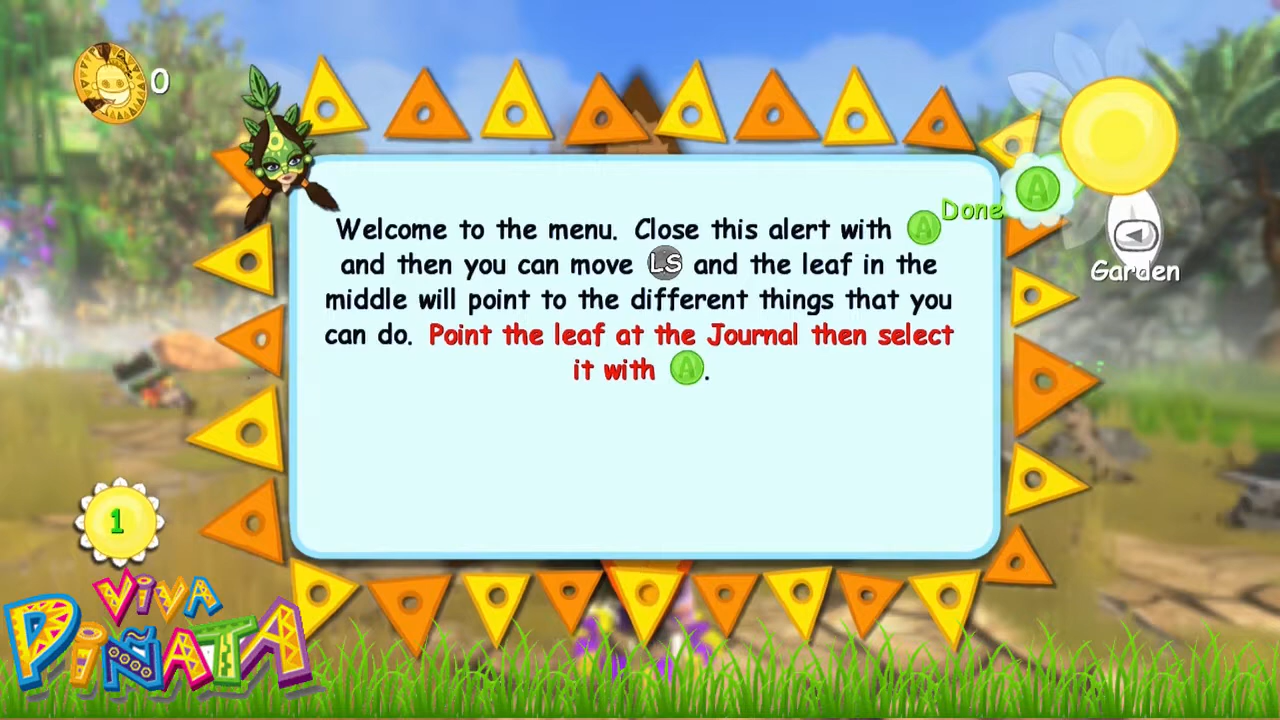 0
Welcome to the menu. Close this alert with A
Done A
and then you can move LS and the leaf in the
middle will point to the different things that you
can do. Point the leaf at the Journal then select
it with A.
Garden
1
VIVA
PIÑATA